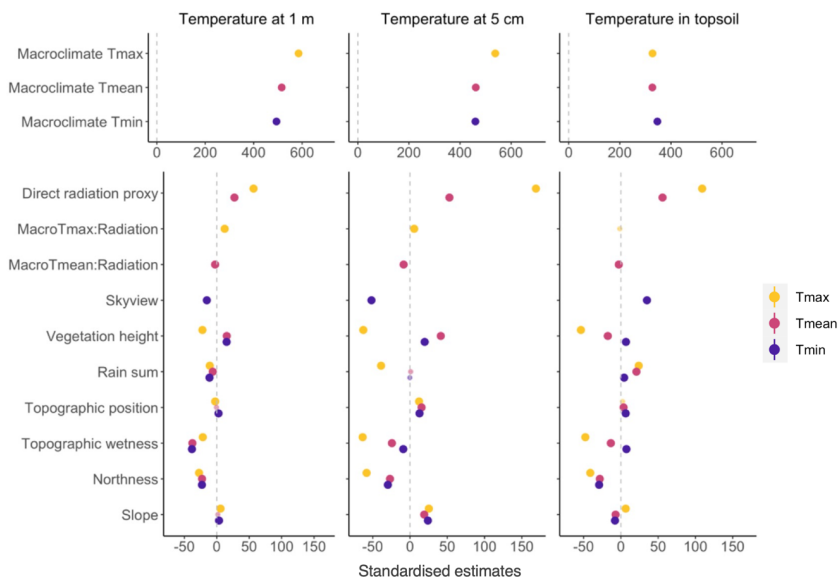 Temperature at 1 m
Temperature at 5 cm
Temperature in topsoil
Macroclimate Tmax
Macroclimate Tmean
Macroclimate Tmin
0 200 400 600
0 200 400 600
0 200 400 600
Direct radiation proxy
MacroTmax:Radiation
MacroTmean:Radiation
Skyview
Vegetation height
Rain sum
Topographic position
Topographic wetness
Northness
Slope
Tmax
Tmean
Tmin
-50 0 50 100 150
-50 0 50 100 150
-50 0 50 100 150
Standardised estimates